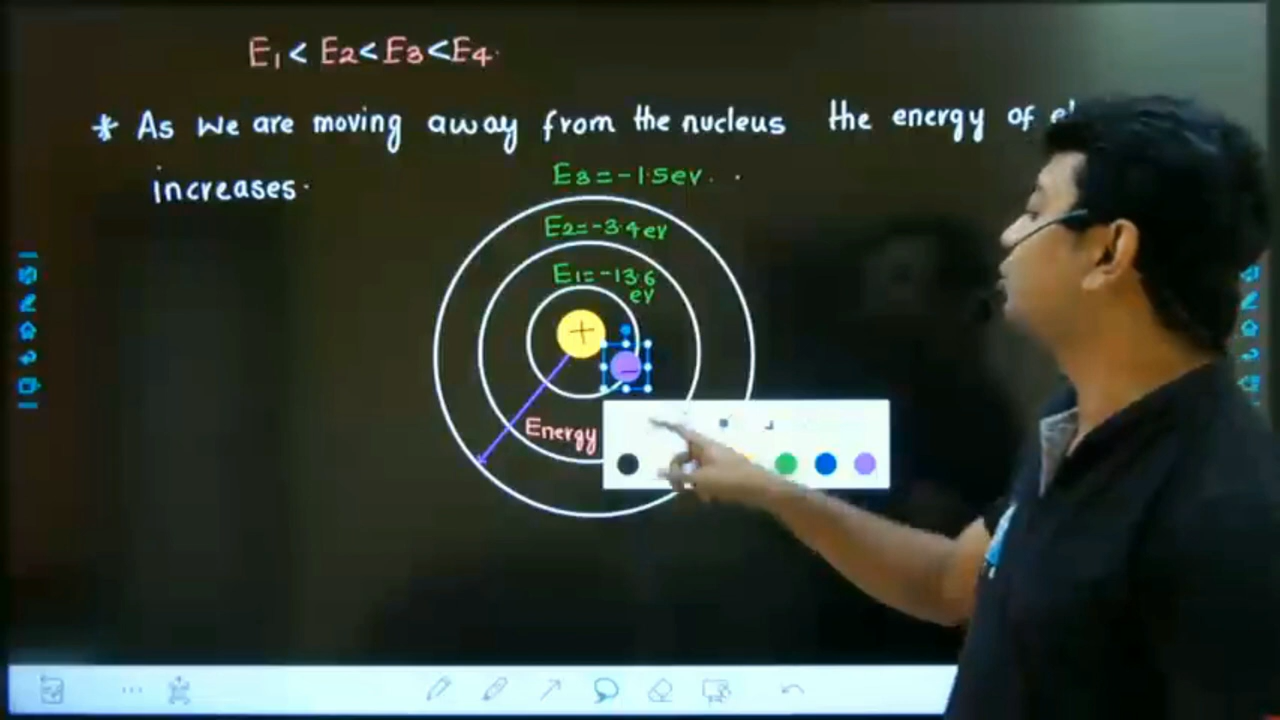 E1 < E2 < E3 < E4.
* As we are moving away from the nucleus the energy of
increases.
E3 = -1.5ev.
E2 = -3.4ev
E1 = -13.6
ev
+
-
Energy